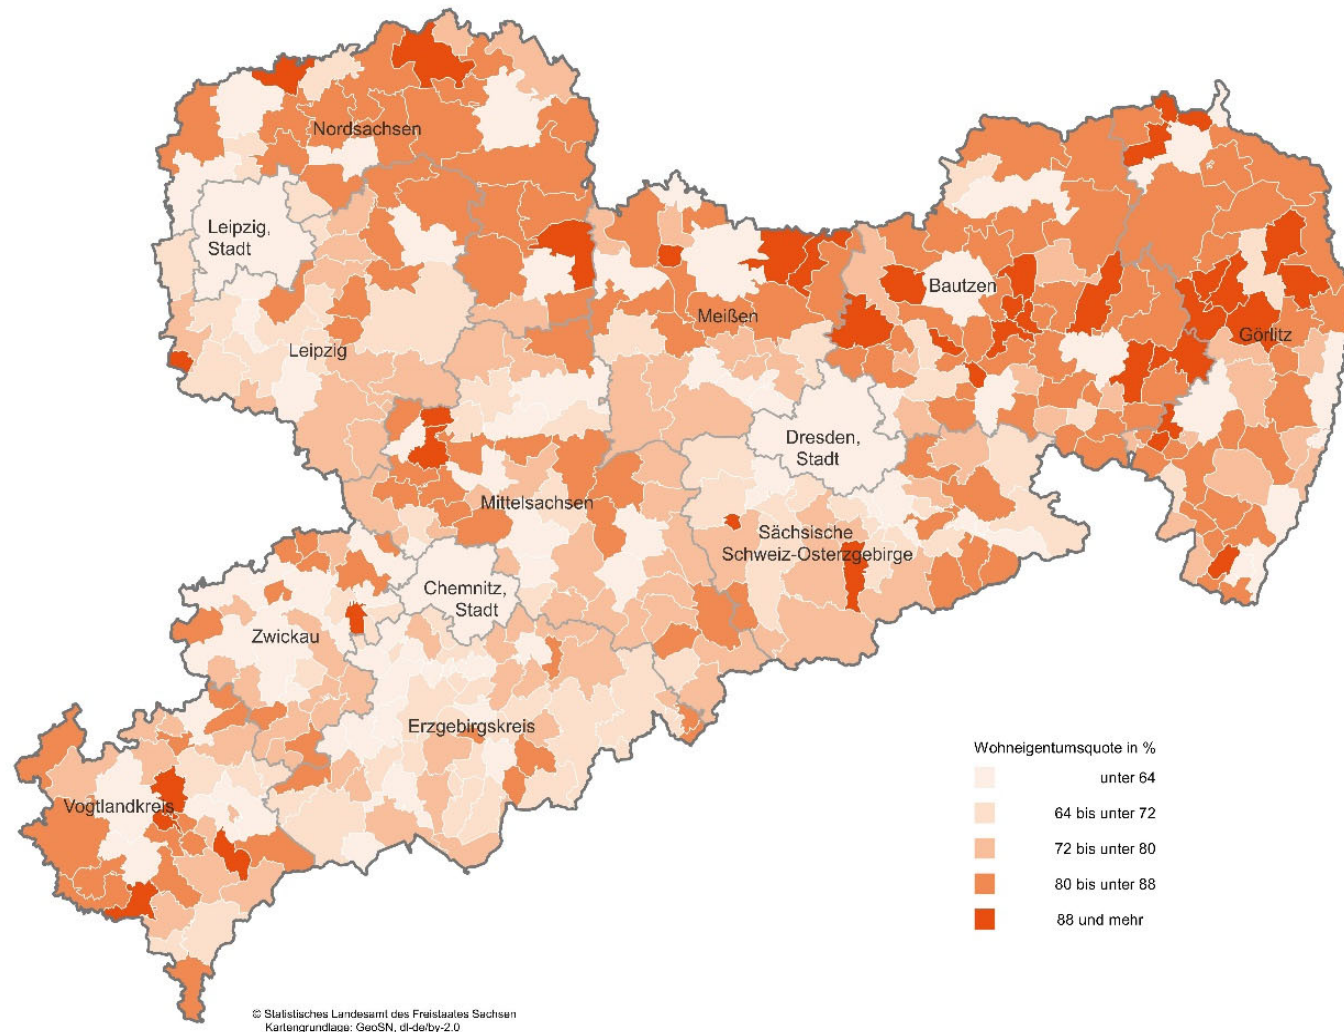 Nordsachsen
Leipzig,
Stadt
Leipzig
Meißen
Bautzen
Görlitz
Dresden,
Stadt
Mittelsachsen
Sächsische
Schweiz-Osterzgebirge
Chemnitz,
Stadt
Zwickau
Erzgebirgskreis
Vogtlandkreis
Wohneigentumsquote in %
unter 64
64 bis unter 72
72 bis unter 80
80 bis unter 88
88 und mehr
© Statistisches Landesamt des Freistaates Sachsen
Kartengrundlage: GeoSN, dl-de/by-2.0